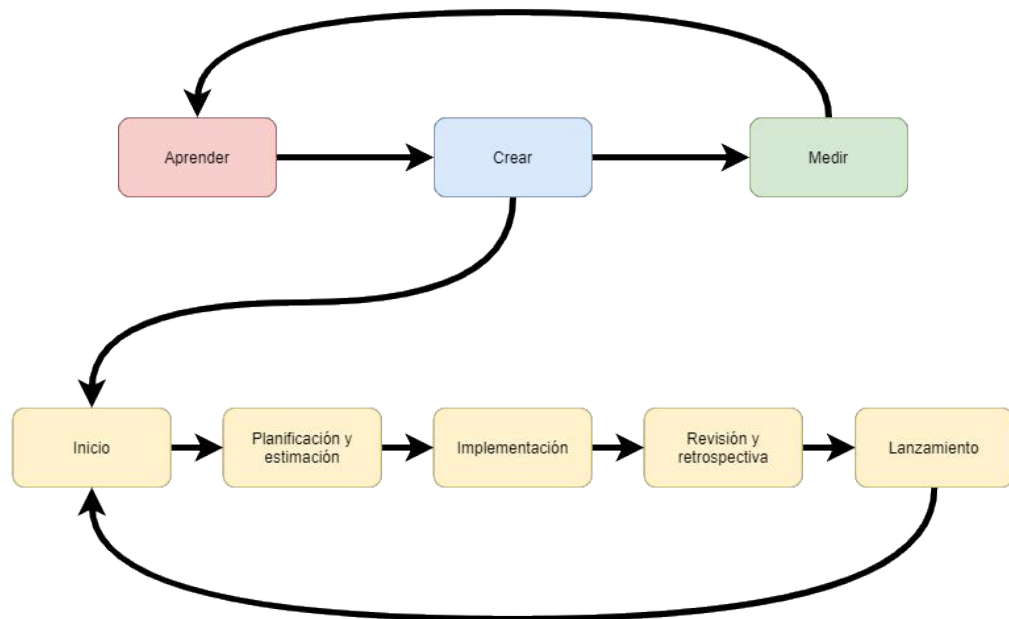 Aprender
Crear
Medir
Inicio
Planificación y
estimación
Implementación
Revisión y
retrospectiva
Lanzamiento